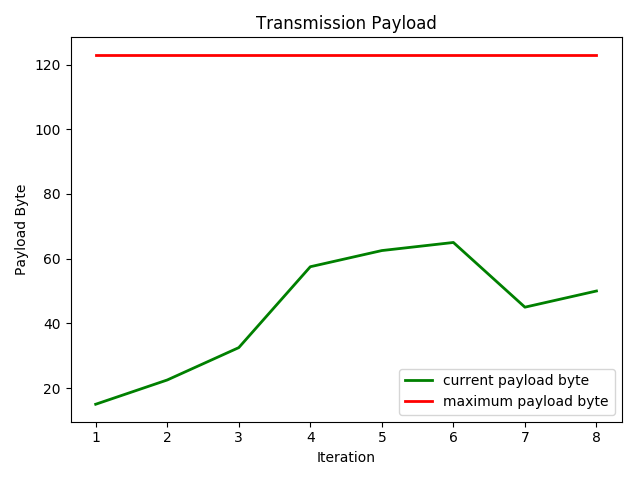 Transmission Payload
Payload Byte
120
100
80
60
40
20
1 2 3 4 5 6 7 8
Iteration
current payload byte
maximum payload byte